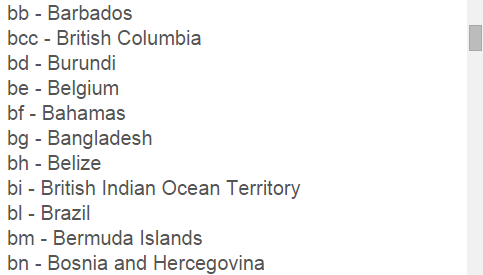 bb - Barbados
bcc - British Columbia
bd - Burundi
be - Belgium
bf - Bahamas
bg - Bangladesh
bh - Belize
bi - British Indian Ocean Territory
bl - Brazil
bm - Bermuda Islands
bn - Bosnia and Hercegovina